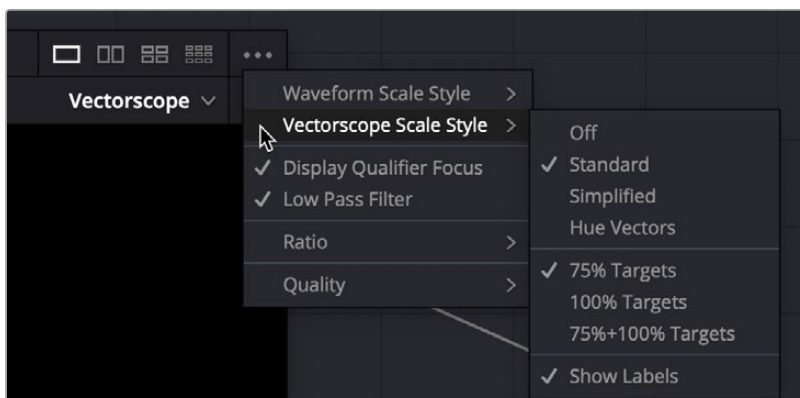 Vectorscope
Waveform Scale Style
Vectorscope Scale Style
Display Qualifier Focus
Low Pass Filter
Ratio
Quality
Off
Standard
Simplified
Hue Vectors
75% Targets
100% Targets
75%+100% Targets
Show Labels